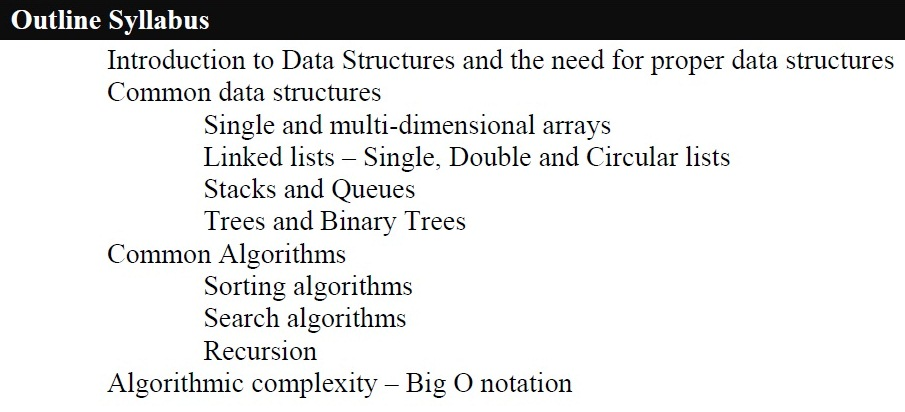 Outline Syllabus
Introduction to Data Structures and the need for proper data structures
Common data structures
Single and multi-dimensional arrays
Linked lists – Single, Double and Circular lists
Stacks and Queues
Trees and Binary Trees
Common Algorithms
Sorting algorithms
Search algorithms
Recursion
Algorithmic complexity – Big O notation